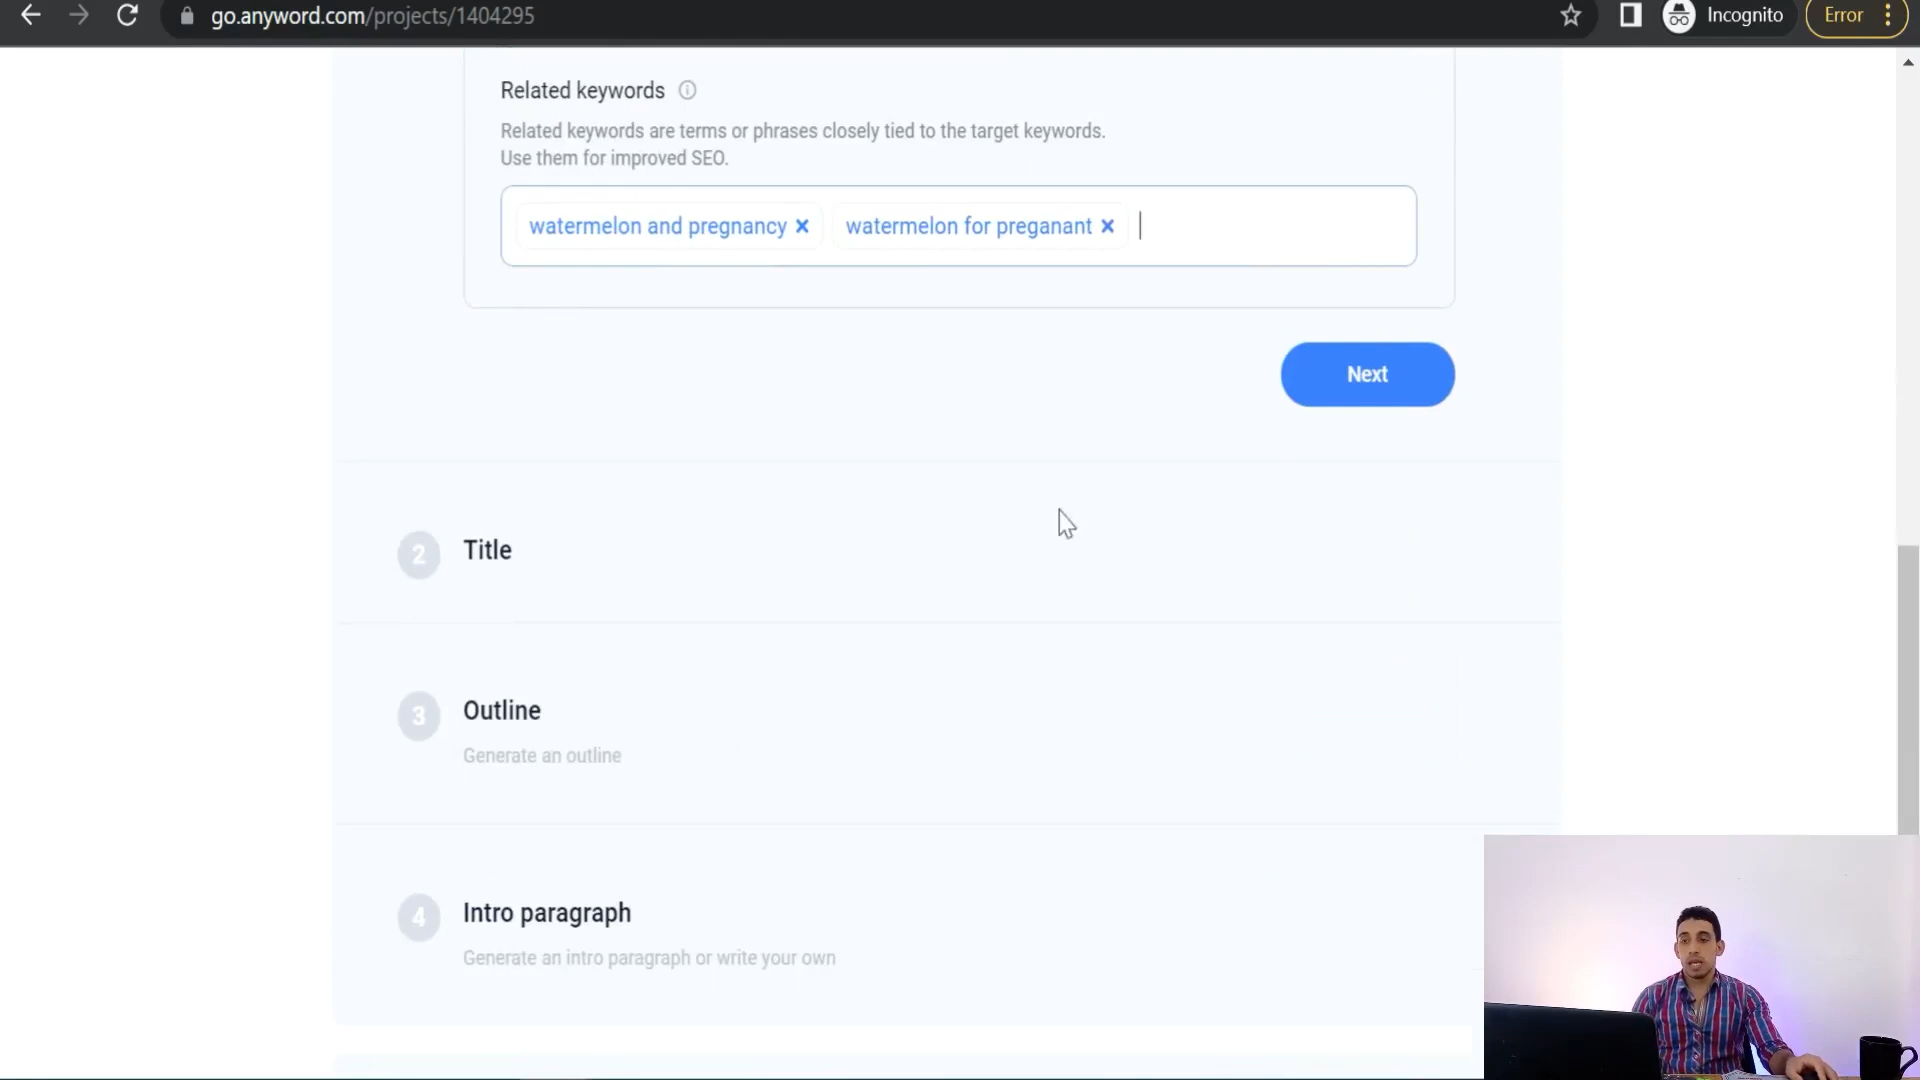 go.anyword.com/projects/1404295
Incognito
Error
Related keywords
Related keywords are terms or phrases closely tied to the target keywords.
Use them for improved SEO.
watermelon and pregnancy × watermelon for preganant ×
Next
2 Title
3 Outline
Generate an outline
4 Intro paragraph
Generate an intro paragraph or write your own